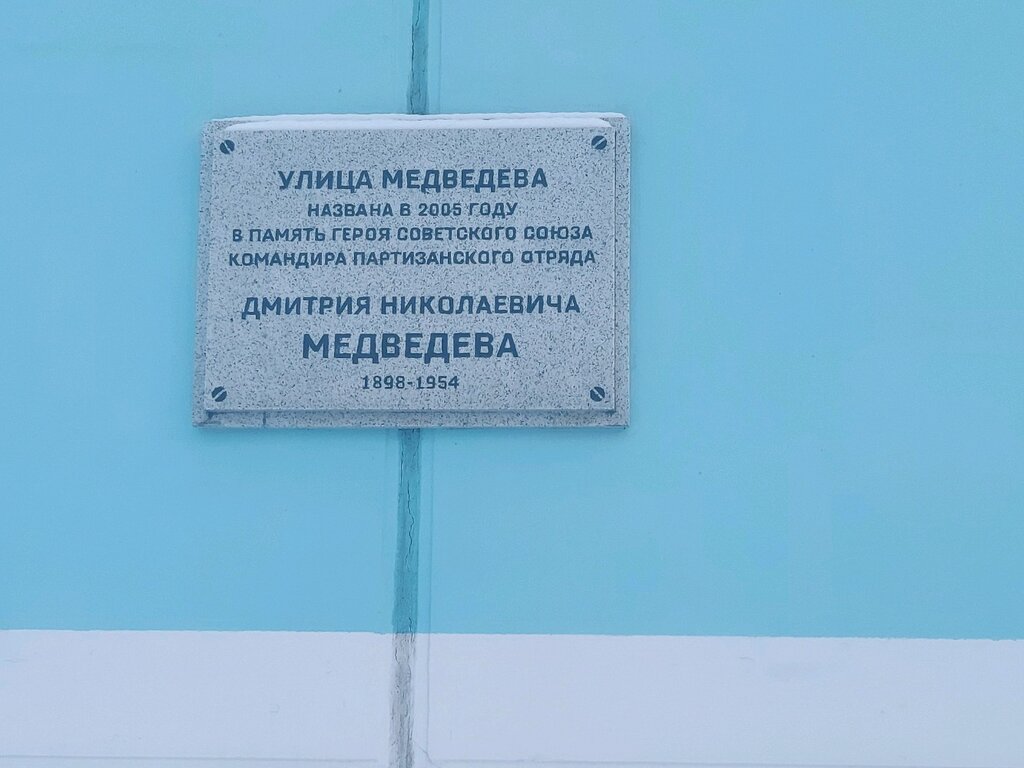 УЛИЦА МЕДВЕДЕВА
НАЗВАНА В 2005 ГОДУ
В ПАМЯТЬ ГЕРОЯ СОВЕТСКОГО СОЮЗА
КОМАНДИРА ПАРТИЗАНСКОГО ОТРЯДА
ДМИТРИЯ НИКОЛАЕВИЧА
МЕДВЕДЕВА
1898-1954